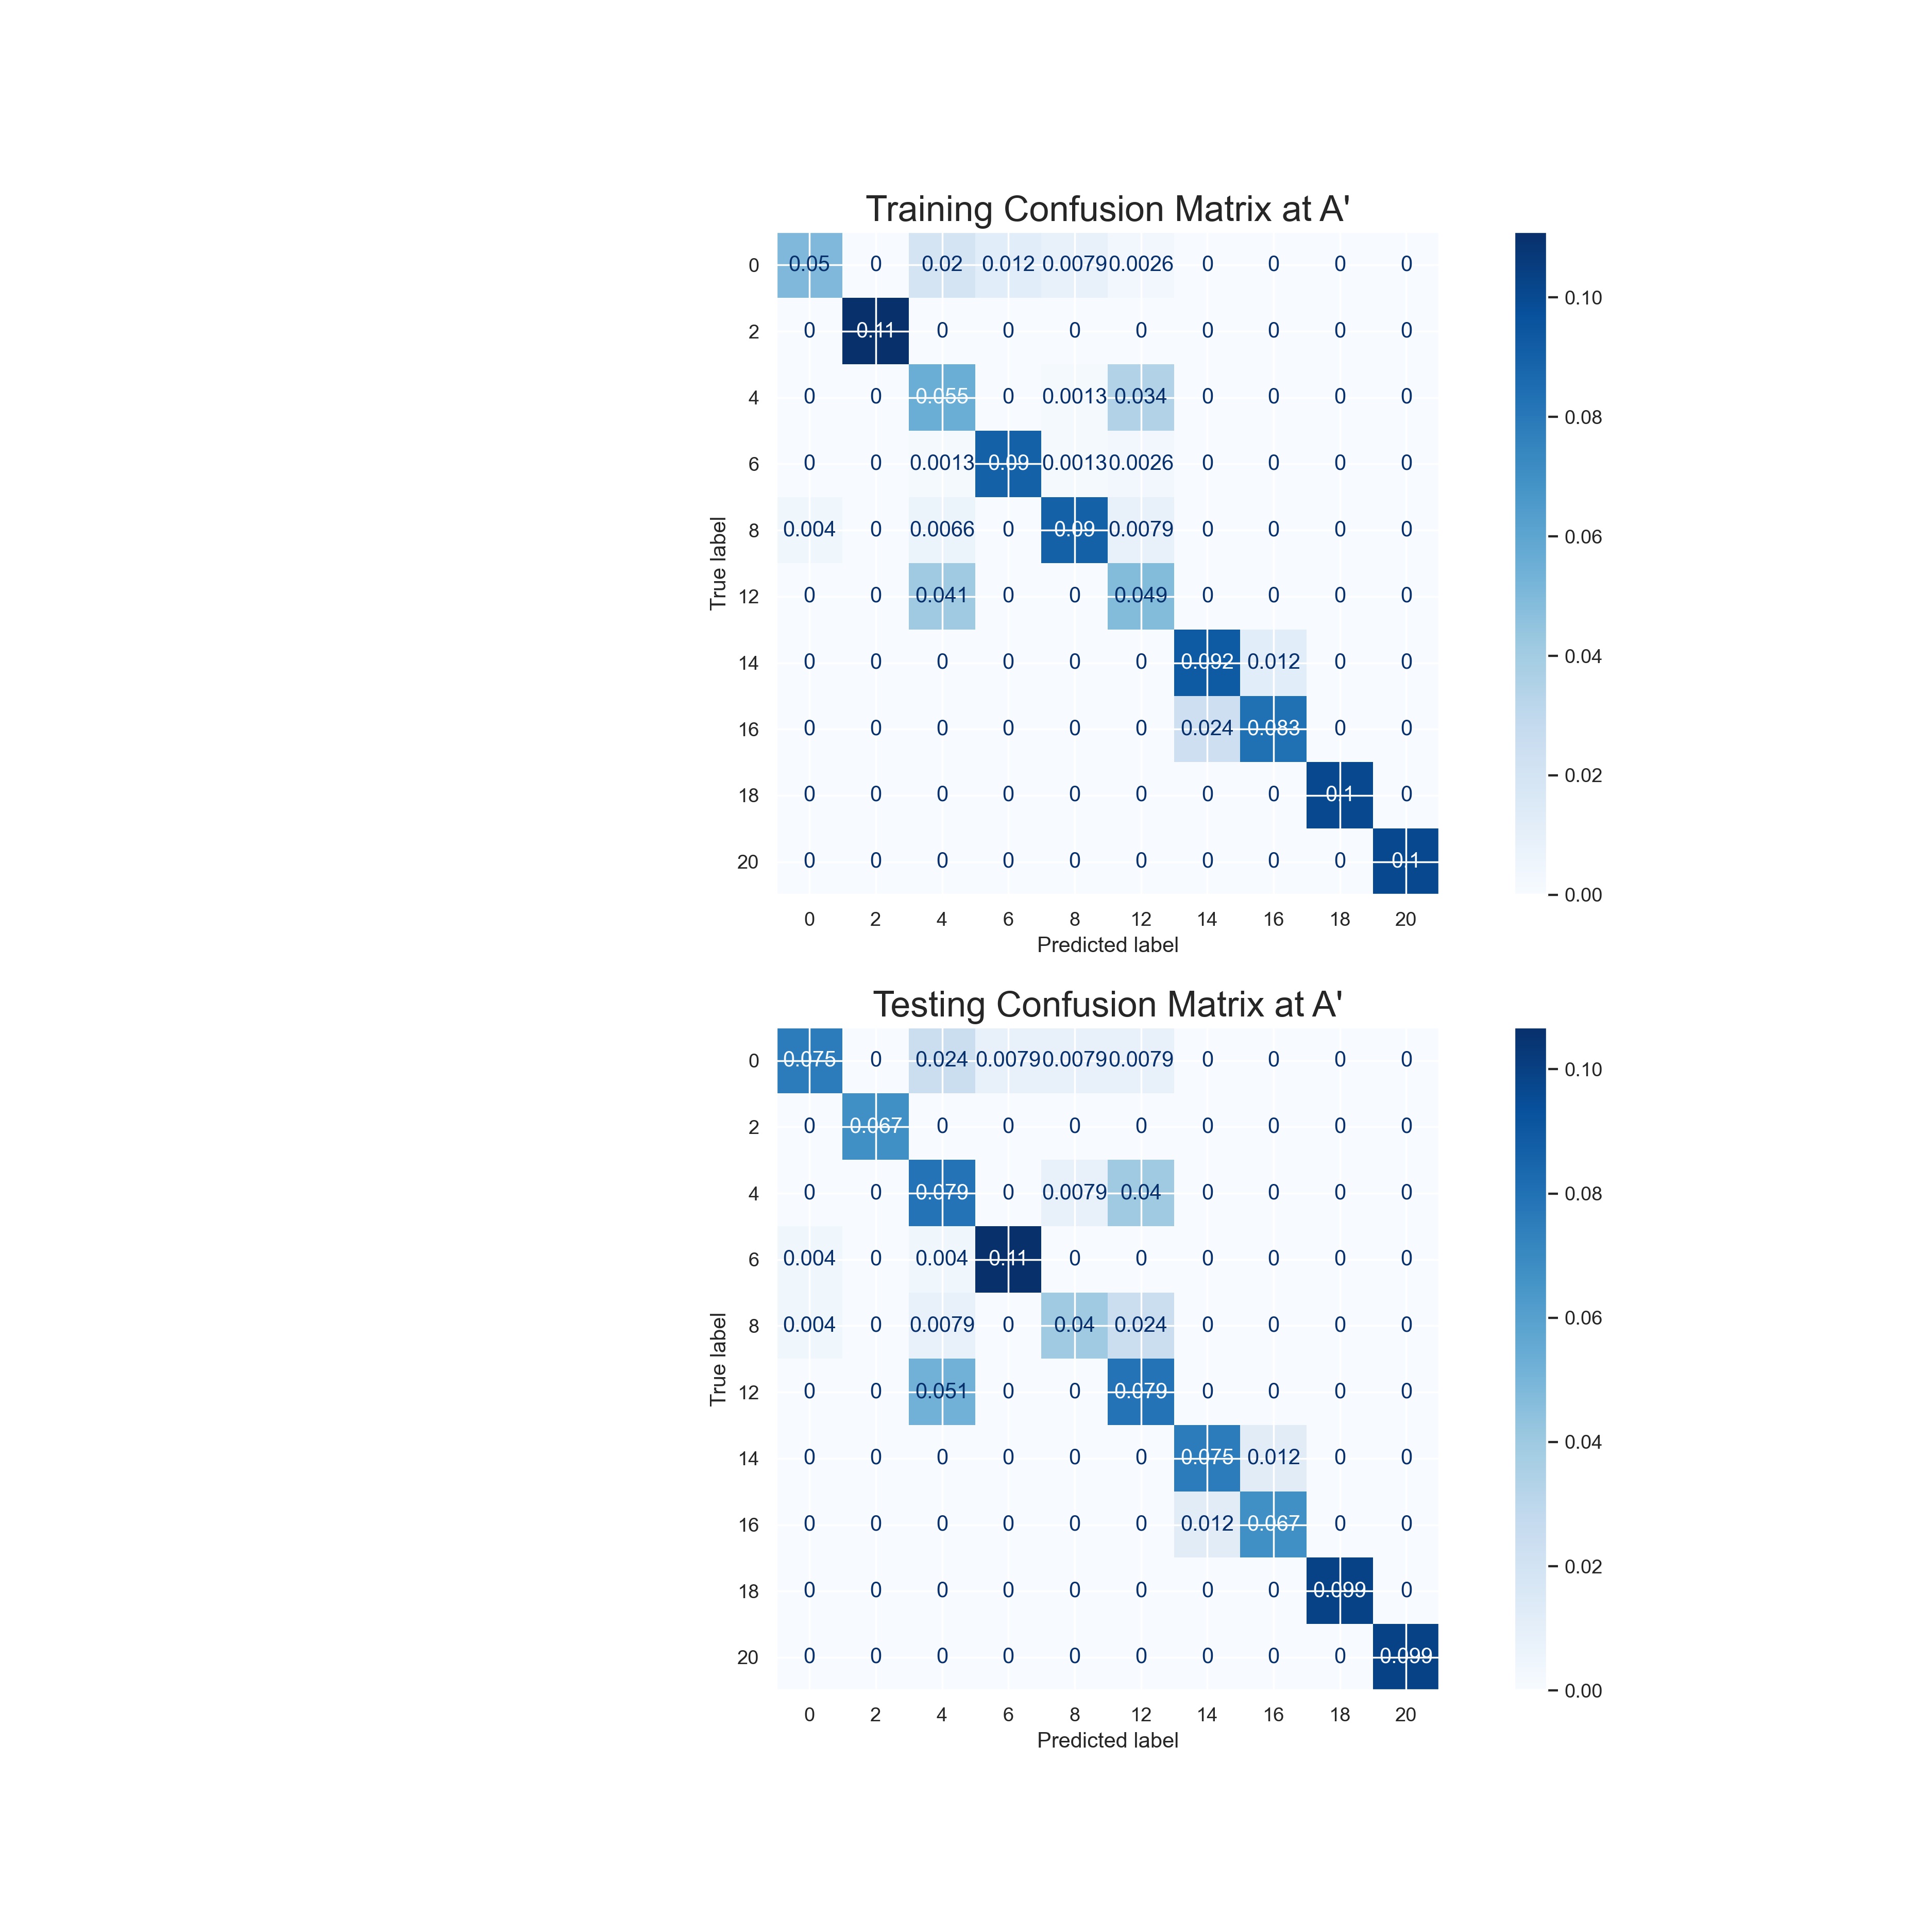 Training Confusion Matrix at A'
0 0.05 0 0.02 0.012 0.0079 0.0026 0 0 0 0
0.10
2 0 0.11 0 0 0 0 0 0 0 0
0.08
4 0 0 0.055 0 0.0013 0.034 0 0 0 0
6 0 0 0.0013 0.09 0.0013 0.0026 0 0 0 0
0.06
True label
8 0.004 0 0.0066 0 0.09 0.0079 0 0 0 0
12 0 0 0.041 0 0 0.049 0 0 0 0
0.04
14 0 0 0 0 0 0 0.092 0.012 0 0
16 0 0 0 0 0 0 0.024 0.083 0 0
0.02
18 0 0 0 0 0 0 0 0 0.1 0
20 0 0 0 0 0 0 0 0 0 0.1
0.00
0 2 4 6 8 12 14 16 18 20
Predicted label
Testing Confusion Matrix at A'
0 0.075 0 0.024 0.0079 0.0079 0.0079 0 0 0 0
0.10
2 0 0.067 0 0 0 0 0 0 0 0
0.08
4 0 0 0.079 0 0.0079 0.04 0 0 0 0
6 0.004 0 0.004 0.11 0 0 0 0 0 0
0.06
True label
8 0.004 0 0.0079 0 0.04 0.024 0 0 0 0
12 0 0 0.051 0 0 0.079 0 0 0 0
0.04
14 0 0 0 0 0 0 0.075 0.012 0 0
16 0 0 0 0 0 0 0.012 0.067 0 0
0.02
18 0 0 0 0 0 0 0 0 0.099 0
20 0 0 0 0 0 0 0 0 0 0.099
0.00
0 2 4 6 8 12 14 16 18 20
Predicted label